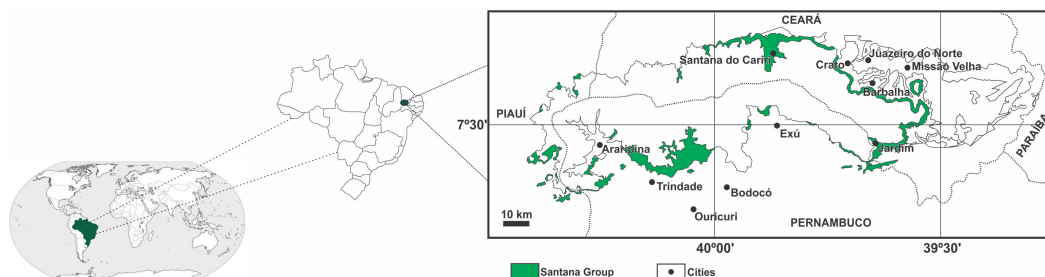 CEARÁ
Juazeiro do Norte
Santana do Cariri
Crato
Missão Velha
Barbalha
PIAUÍ
7º30'
PARAÍBA
Exú
Araripina
Jardim
Trindade
Bodocó
Ouricuri
10 km
PERNAMBUCO
40º00'
39º30'
Santana Group
Cities